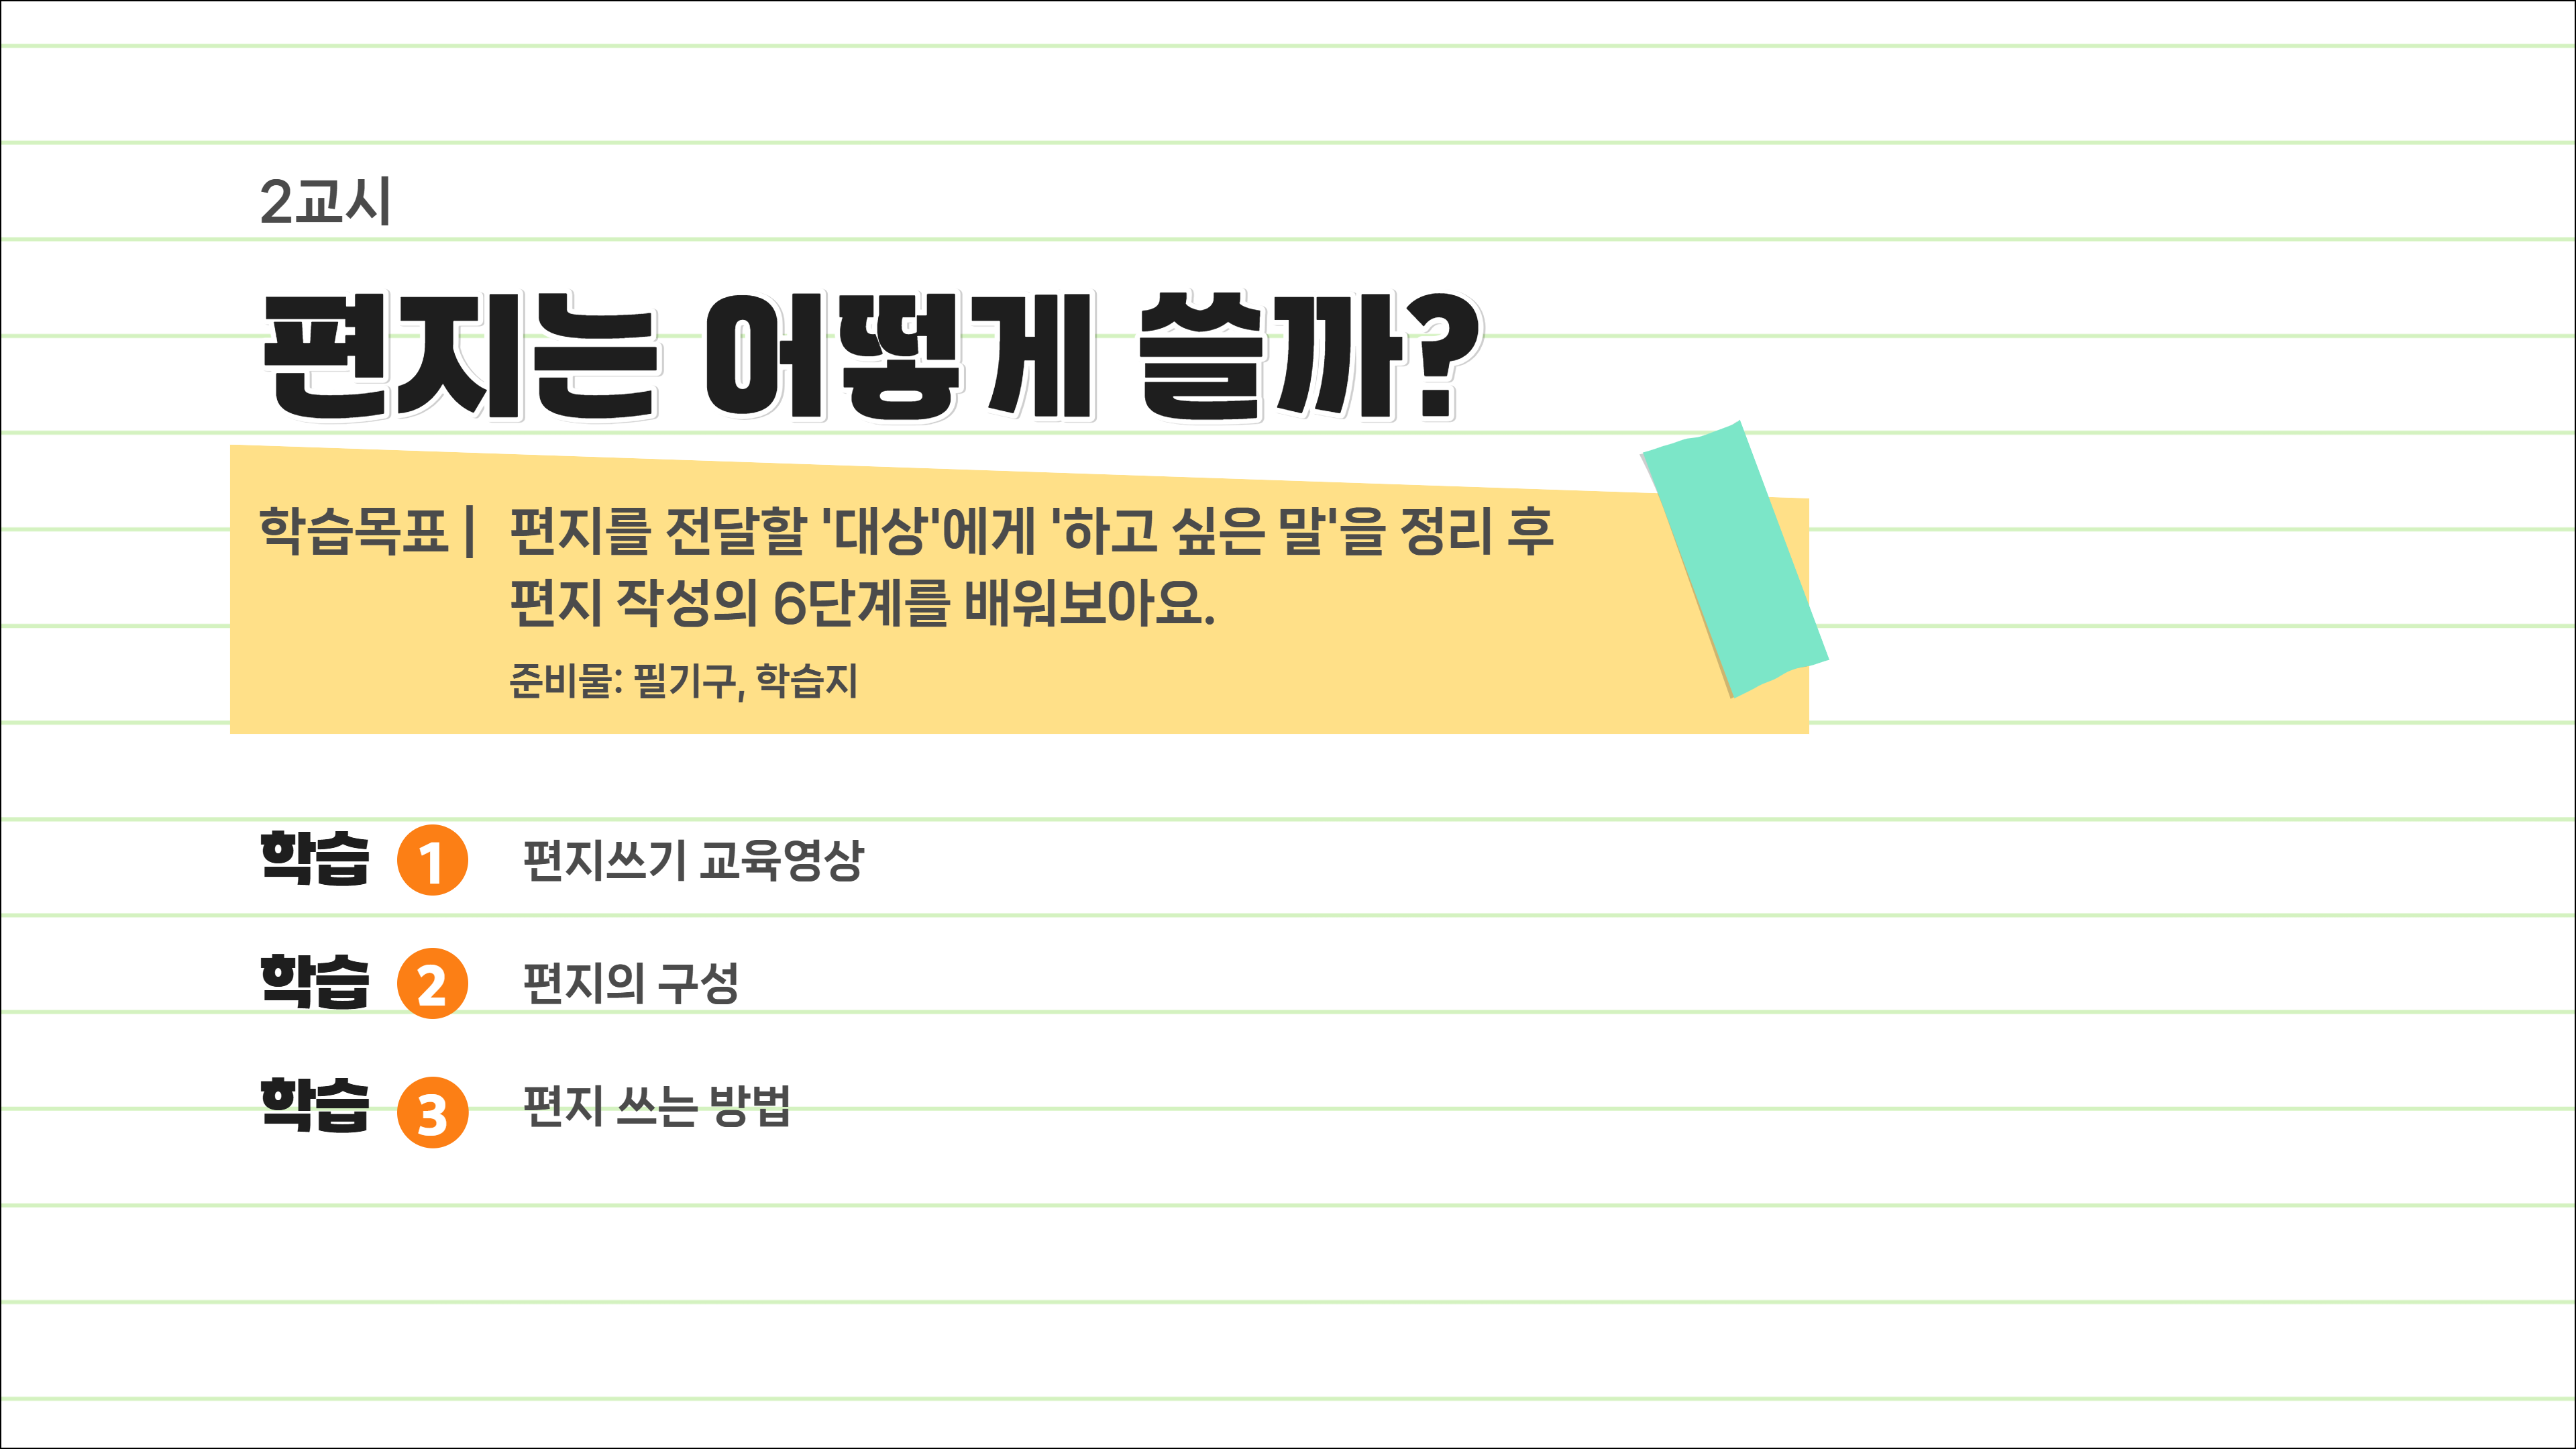 2교시
편지는 어떻게 쓸까?
학습목표 | 편지를 전달할 '대상'에게 '하고 싶은 말'을 정리 후
편지 작성의 6단계를 배워보아요.
준비물: 필기구, 학습지
학습 1 편지쓰기 교육영상
학습 2 편지의 구성
학습 3 편지 쓰는 방법